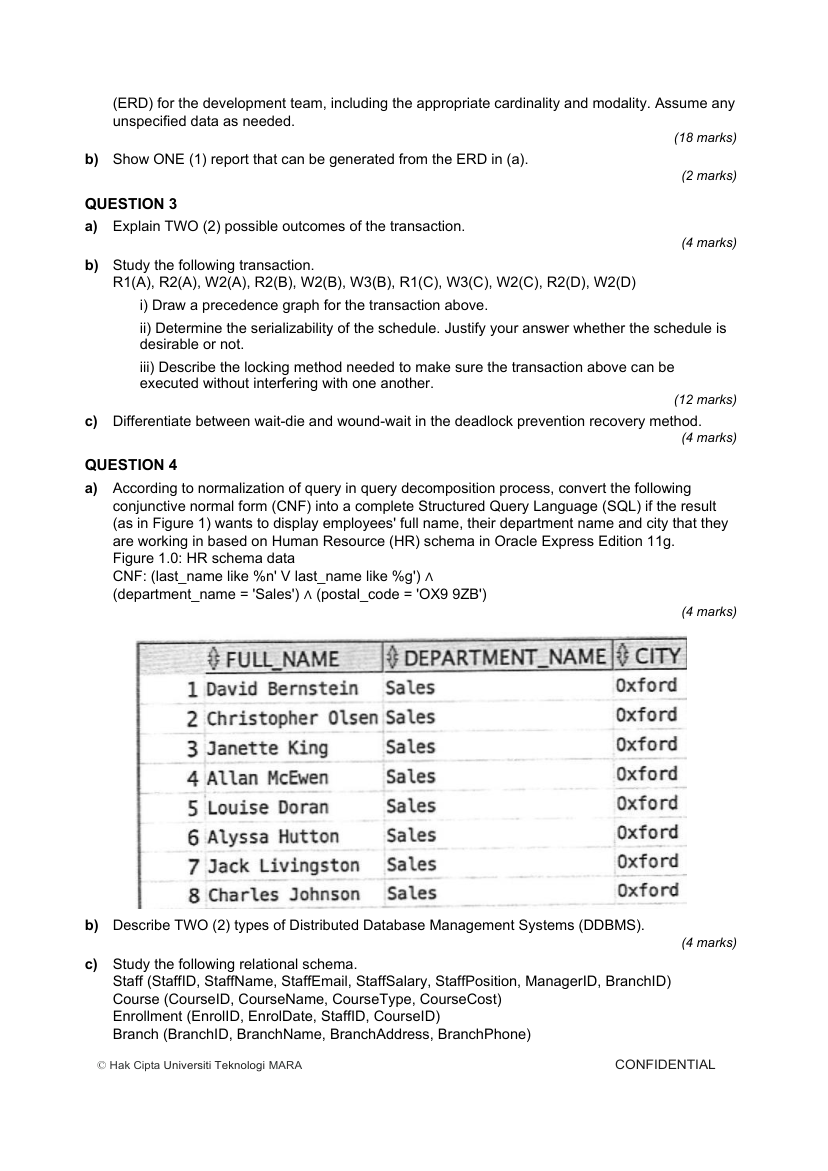 (ERD) for the development team, including the appropriate cardinality and modality. Assume any
unspecified data as needed.
(18 marks)
b) Show ONE (1) report that can be generated from the ERD in (a).
(2 marks)
QUESTION 3
a) Explain TWO (2) possible outcomes of the transaction.
(4 marks)
b) Study the following transaction.
R1(A), R2(A), W2(A), R2(B), W2(B), W3(B), R1(C), W3(C), W2(C), R2(D), W2(D)
i) Draw a precedence graph for the transaction above.
ii) Determine the serializability of the schedule. Justify your answer whether the schedule is
desirable or not.
iii) Describe the locking method needed to make sure the transaction above can be
executed without interfering with one another.
(12 marks)
c) Differentiate between wait-die and wound-wait in the deadlock prevention recovery method.
(4 marks)
QUESTION 4
a) According to normalization of query in query decomposition process, convert the following
conjunctive normal form (CNF) into a complete Structured Query Language (SQL) if the result
(as in Figure 1) wants to display employees' full name, their department name and city that they
are working in based on Human Resource (HR) schema in Oracle Express Edition 11g.
Figure 1.0: HR schema data
CNF: (last_name like %n' V last_name like %g') ∧
(department_name = 'Sales') ∧ (postal_code = 'OX9 9ZB')
(4 marks)
FULL_NAME DEPARTMENT_NAME CITY
1 David Bernstein Sales Oxford
2 Christopher Olsen Sales Oxford
3 Janette King Sales Oxford
4 Allan McEwen Sales Oxford
5 Louise Doran Sales Oxford
6 Alyssa Hutton Sales Oxford
7 Jack Livingston Sales Oxford
8 Charles Johnson Sales Oxford
b) Describe TWO (2) types of Distributed Database Management Systems (DDBMS).
(4 marks)
c) Study the following relational schema.
Staff (StaffID, StaffName, StaffEmail, StaffSalary, StaffPosition, ManagerID, BranchID)
Course (CourseID, CourseName, CourseType, CourseCost)
Enrollment (EnrolID, EnrolDate, StaffID, CourseID)
Branch (BranchID, BranchName, BranchAddress, BranchPhone)
© Hak Cipta Universiti Teknologi MARA CONFIDENTIAL